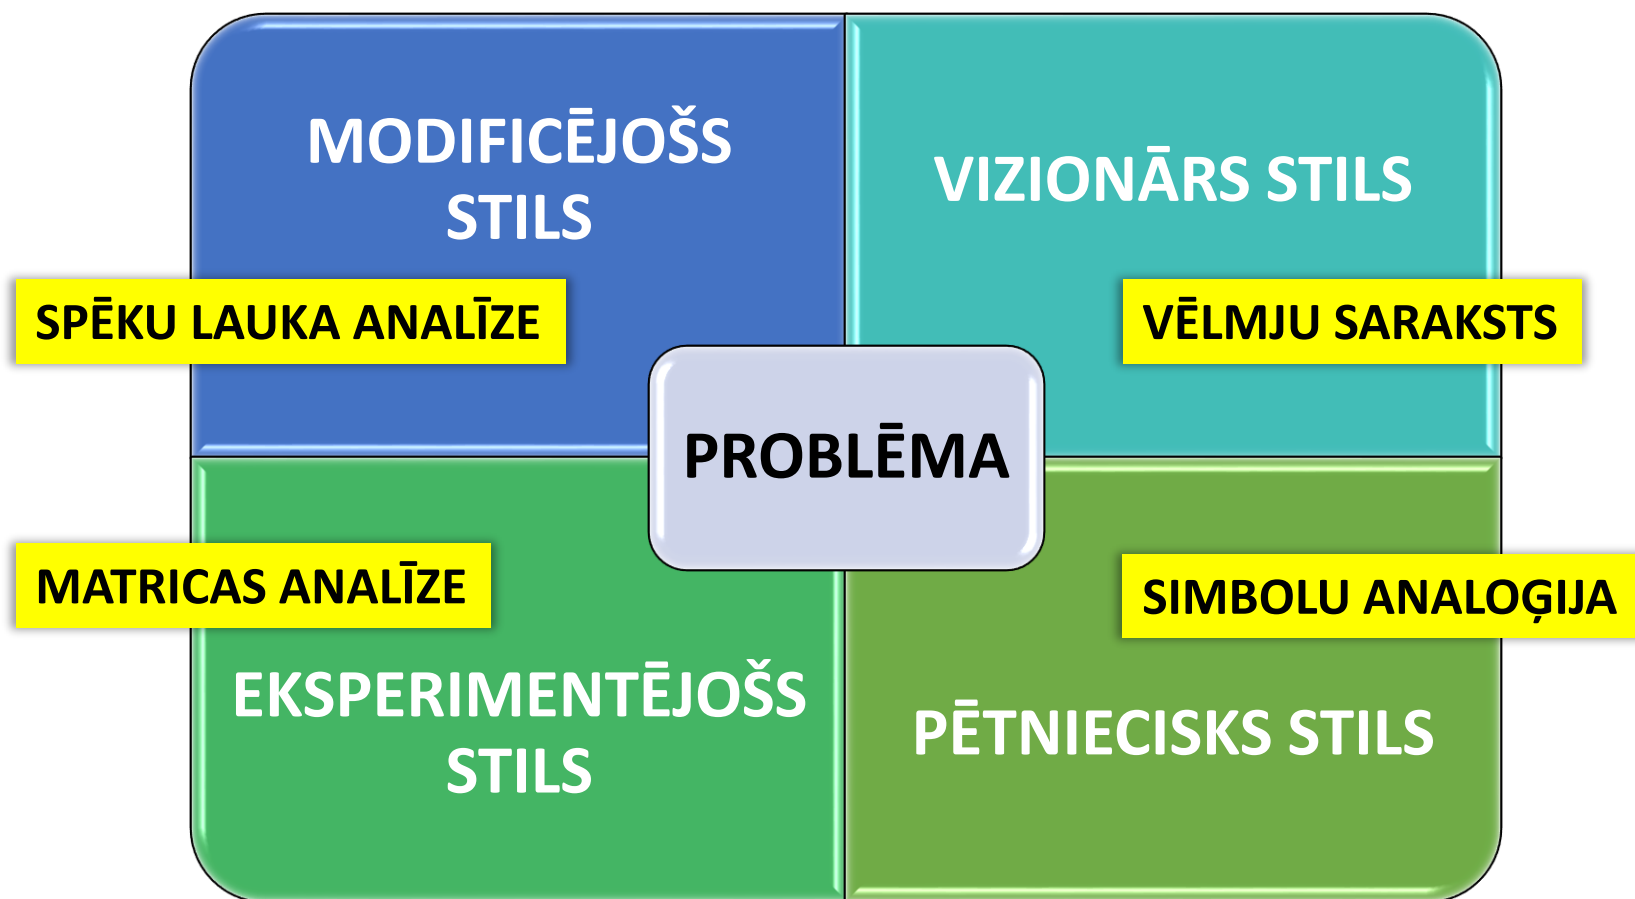 MODIFICĒJOŠS
STILS
VIZIONĀRS STILS
SPĒKU LAUKA ANALĪZE
VĒLMJU SARAKSTS
PROBLĒMA
MATRICAS ANALĪZE
SIMBOLU ANALOĢIJA
EKSPERIMENTĒJOŠS
STILS
PĒTNIECISKS STILS